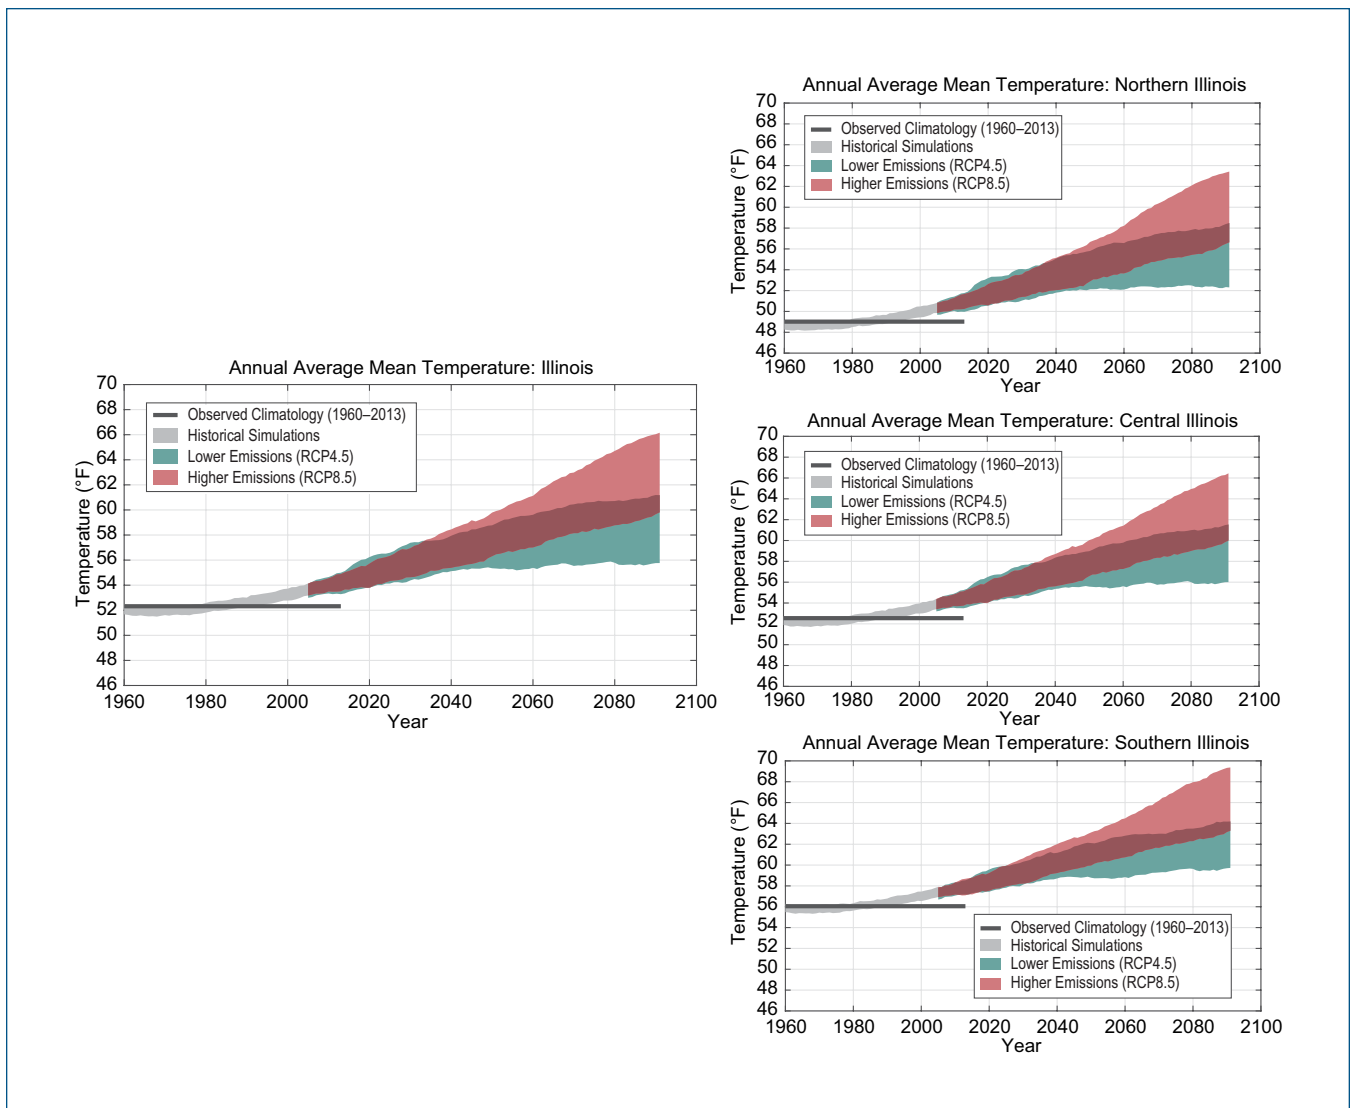 Annual Average Mean Temperature: Northern Illinois
70
68
66
64
62
60
58
56
54
52
50
48
46
Temperature (°F)
Observed Climatology (1960–2013)
Historical Simulations
Lower Emissions (RCP4.5)
Higher Emissions (RCP8.5)
1960 1980 2000 2020 2040 2060 2080 2100
Year
Annual Average Mean Temperature: Illinois
70
68
66
64
62
60
58
56
54
52
50
48
46
Temperature (°F)
Observed Climatology (1960–2013)
Historical Simulations
Lower Emissions (RCP4.5)
Higher Emissions (RCP8.5)
1960 1980 2000 2020 2040 2060 2080 2100
Year
Annual Average Mean Temperature: Central Illinois
70
68
66
64
62
60
58
56
54
52
50
48
46
Temperature (°F)
Observed Climatology (1960–2013)
Historical Simulations
Lower Emissions (RCP4.5)
Higher Emissions (RCP8.5)
1960 1980 2000 2020 2040 2060 2080 2100
Year
Annual Average Mean Temperature: Southern Illinois
70
68
66
64
62
60
58
56
54
52
50
48
46
Temperature (°F)
Observed Climatology (1960–2013)
Historical Simulations
Lower Emissions (RCP4.5)
Higher Emissions (RCP8.5)
1960 1980 2000 2020 2040 2060 2080 2100
Year